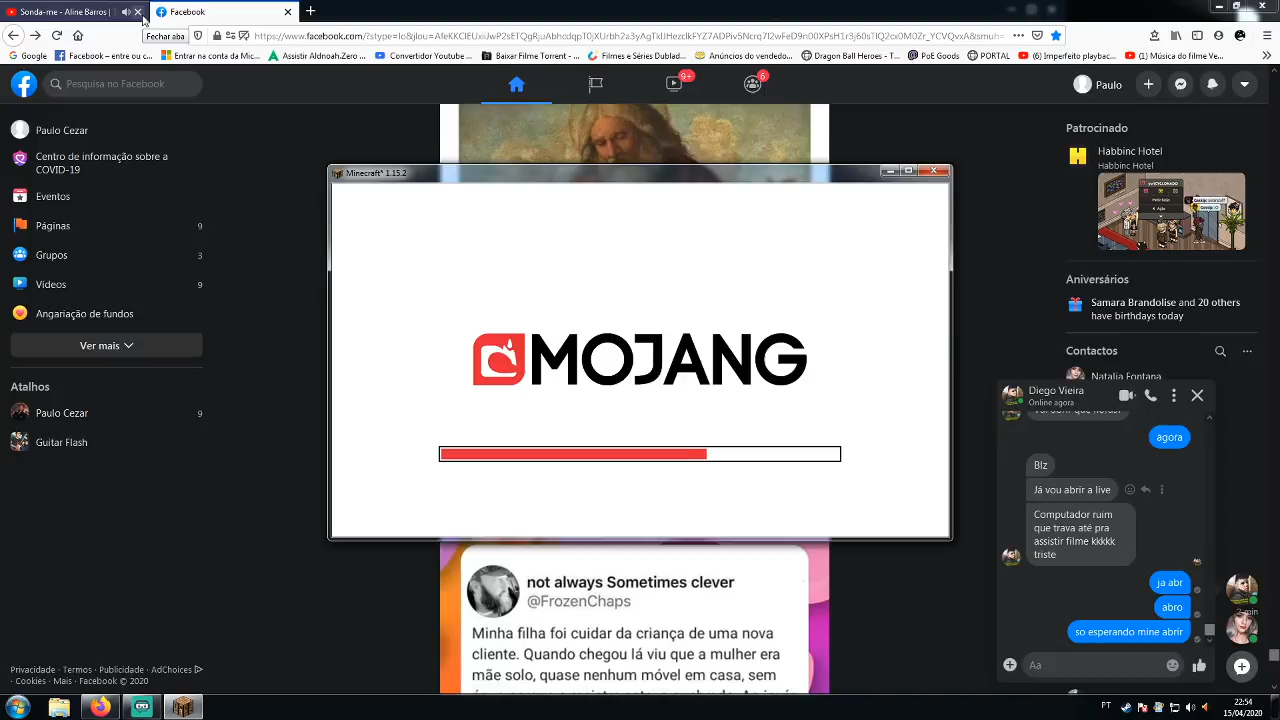 Sonda-me - Aline Barros |
Facebook
Fechar aba
Google
Facebook – entre ou c...
Entrar na conta da Mic...
Assistir Aldnoah.Zero ...
Convertidor Youtube ...
Baixar Filme Torrent - ...
Filmes e Séries Dublad...
Anúncios do vencedo...
Dragon Ball Heroes - T...
PoE Goods
PORTAL
(6) Imperfeito playbac...
(1) Música do filme Ve...
Pesquisa no Facebook
9+
6
Paulo
Paulo Cezar
Centro de informação sobre a
COVID-19
Eventos
Páginas
9
Grupos
3
Vídeos
9
Angariação de fundos
Ver mais
Atalhos
Paulo Cezar
9
Guitar Flash
Privacidade · Termos · Publicidade · AdChoices
· Cookies · Mais · Facebook © 2020
Minecraft* 1.15.2
MOJANG
not always Sometimes clever
@FrozenChaps
Minha filha foi cuidar da criança de uma nova
cliente. Quando chegou lá viu que a mulher era
mãe solo, quase nenhum móvel em casa, sem
Patrocinado
Habbinc Hotel
Habbinc Hotel
Aniversários
Samara Brandolise and 20 others
have birthdays today
Contactos
Natalia Fontana
Diego Vieira
Online agora
agora
Blz
Já vou abrir a live
Computador ruim
que trava até pra
assistir filme kkkkk
triste
ja abr
abro
so esperando mine abrir
Aa
2 min
PT
22:54
15/04/2020